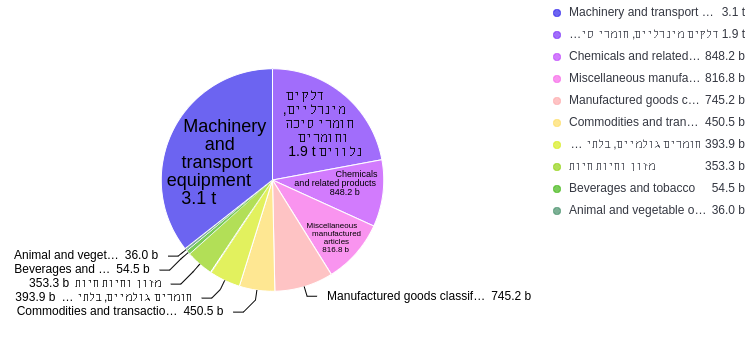 Machinery and transport … 3.1 t
דלקים מינרליים, חומרי סי… 1.9 t
Chemicals and related… 848.2 b
Miscellaneous manufa… 816.8 b
Manufactured goods c… 745.2 b
Commodities and tran… 450.5 b
חומרים גולמיים, בלתי … 393.9 b
מזון וחיות חיות 353.3 b
Beverages and tobacco 54.5 b
Animal and vegetable o… 36.0 b
Machinery
and
transport
equipment
3.1 t
דלקים
מינרליים,
חומרי סיכה
וחומרים
נלווים 1.9 t
Chemicals
and related products
848.2 b
Miscellaneous
manufactured
articles
816.8 b
Animal and veget… 36.0 b
Beverages and … 54.5 b
מזון וחיות חיות 353.3 b
חומרים גולמיים, בלתי … 393.9 b
Commodities and transactio… 450.5 b
Manufactured goods classif… 745.2 b